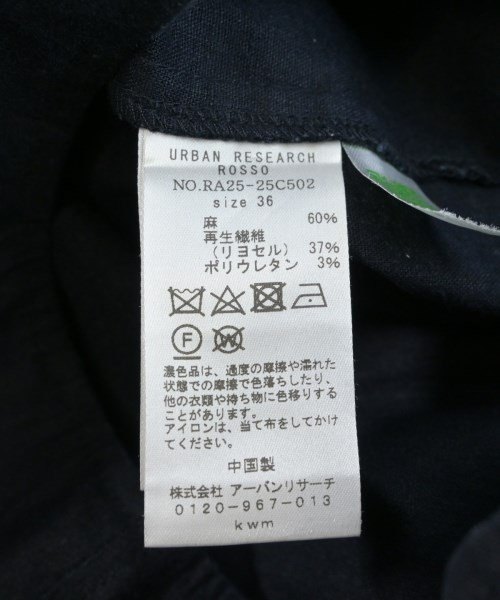 URBAN RESEARCH
ROSSO
NO.RA25-25C502
size 36
麻 60%
再生繊維
（リヨセル） 37%
ポリウレタン 3%
F W
濃色品は、過度の摩擦や濡れた
状態での摩擦で色落ちしたり、
他の衣類や持ち物に色移りする
ことがあります。
アイロンは、当て布をしてかけ
てください。
中国製
株式会社 アーバンリサーチ
0120-967-013
kwm